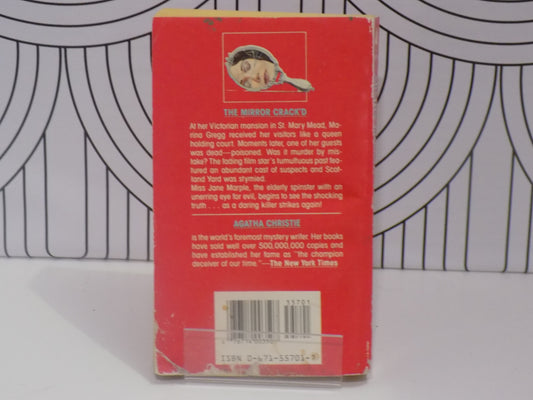 THE MIRROR CRACK'D
At her Victorian mansion in St. Mary Mead, Ma-
rina Gregg received her visitors like a queen
holding court. Moments later, one of her guests
was dead—poisoned. Was it murder by mis-
take? The fading film star's tumultuous past fea-
tured an abundant cast of suspects and Scot-
land Yard was stymied.
Miss Jane Marple, the elderly spinster with an
unerring eye for evil, begins to see the shocking
truth . . . as a daring killer strikes again!
AGATHA CHRISTIE
is the world's foremost mystery writer. Her books
have sold well over 500,000,000 copies and
have established her fame as "the champion
deceiver of our time."—The New York Times
55701
ISBN 0-671-55701-